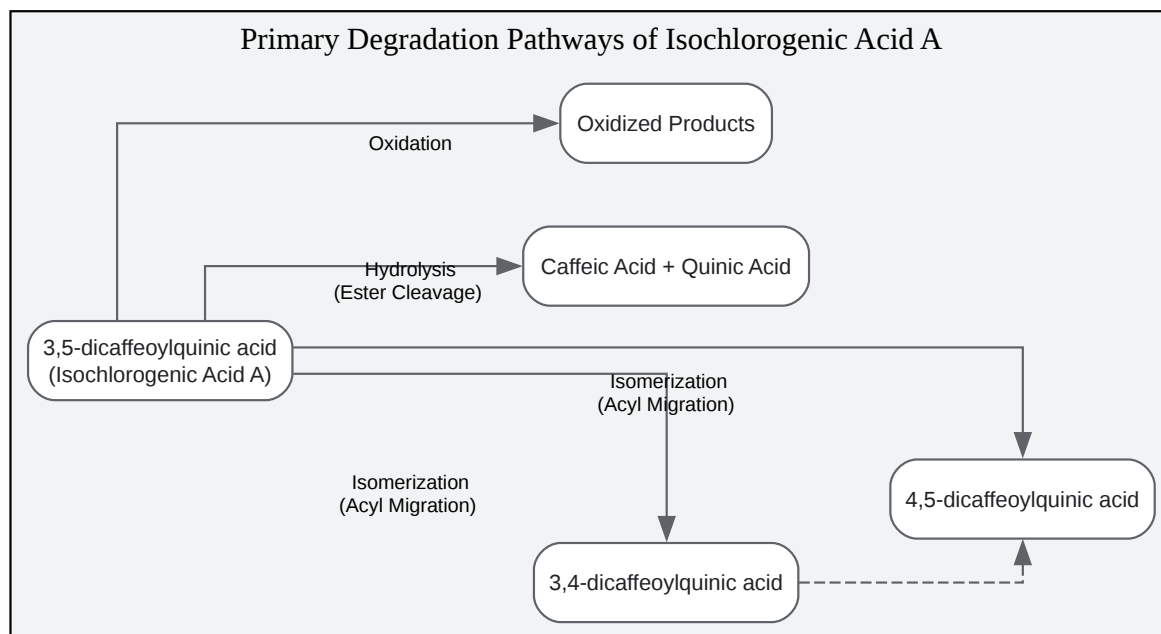 Primary Degradation Pathways of Isochlorogenic Acid A
Oxidized Products
Oxidation
Caffeic Acid + Quinic Acid
Hydrolysis
(Ester Cleavage)
3,5-dicaffeoylquinic acid
(Isochlorogenic Acid A)
Isomerization
(Acyl Migration)
Isomerization
(Acyl Migration)
4,5-dicaffeoylquinic acid
3,4-dicaffeoylquinic acid